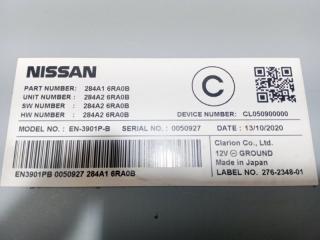 NISSAN
PART NUMBER: 284A1 6RA0B
UNIT NUMBER: 284A2 6RA0B
SW NUMBER: 284A2 6RA0B
HW NUMBER: 284A2 6RA0B
C
DEVICE NUMBER: CL050900000
MODEL NO.: EN-3901P-B SERIAL NO.: 0050927 DATE : 13/10/2020
Clarion Co., Ltd.
12V ⊖ GROUND
Made in Japan
EN3901PB 0050927 284A1 6RA0B LABEL NO. 276-2348-01